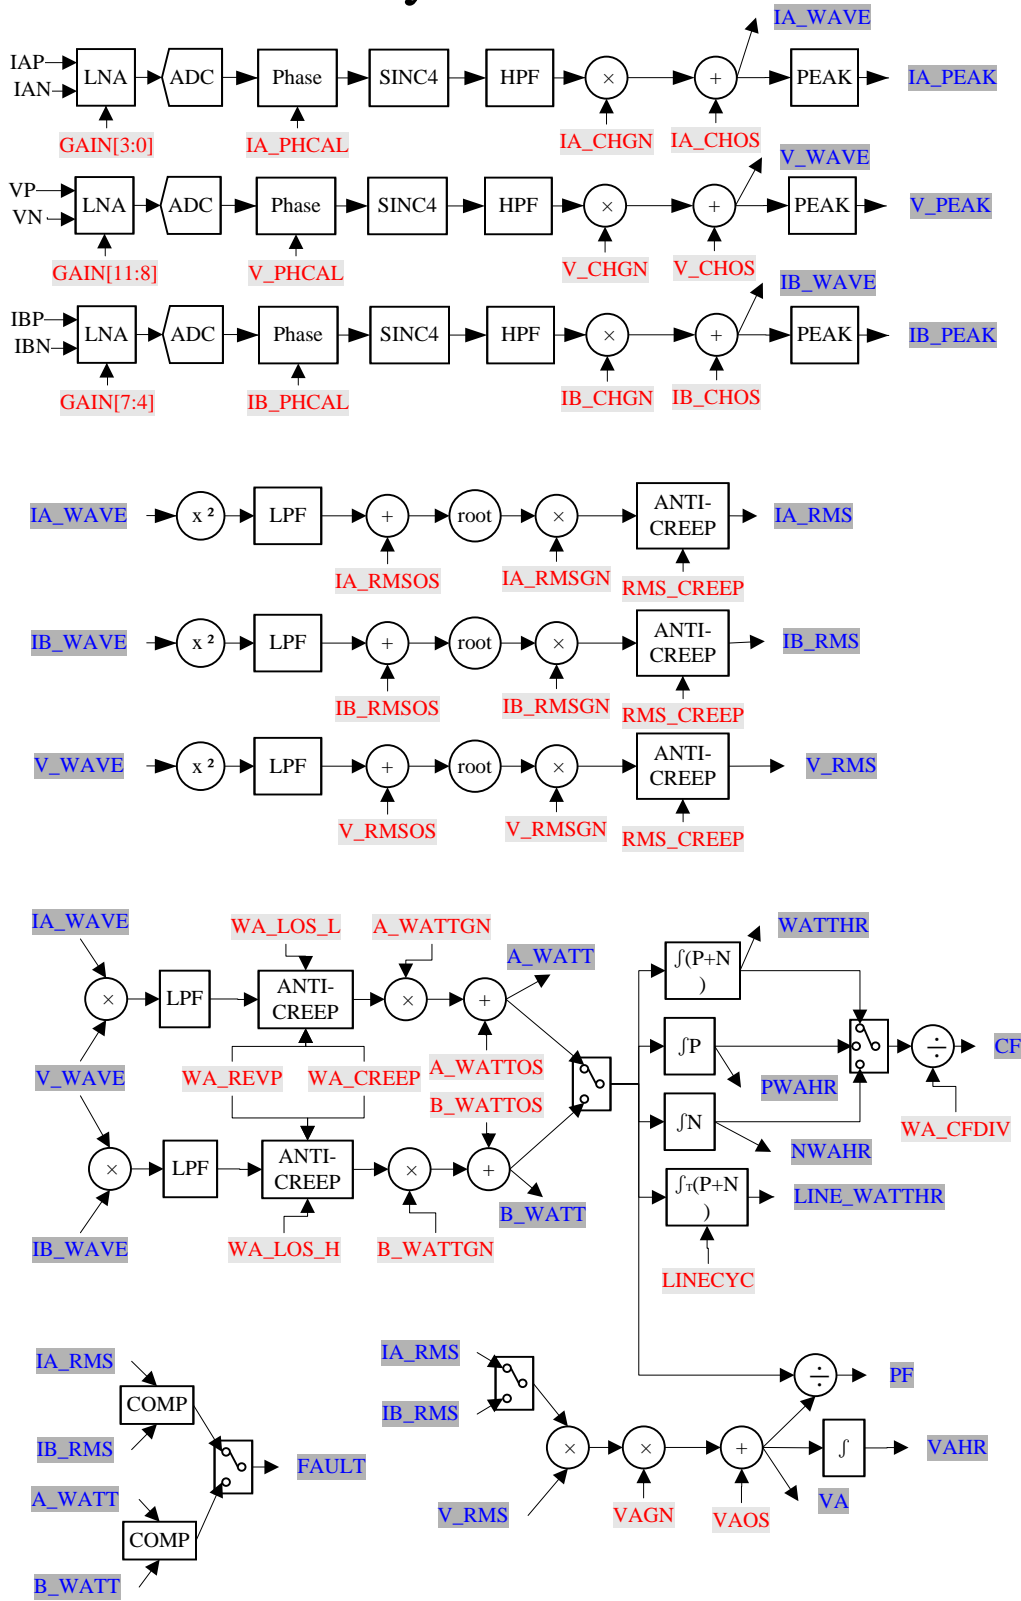 IA_WAVE
IAP
IAN
LNA
ADC
Phase
SINC4
HPF
×
+
PEAK
IA_PEAK
GAIN[3:0]
IA_PHCAL
IA_CHGN
IA_CHOS
V_WAVE
VP
VN
LNA
ADC
Phase
SINC4
HPF
×
+
PEAK
V_PEAK
GAIN[11:8]
V_PHCAL
V_CHGN
V_CHOS
IB_WAVE
IBP
IBN
LNA
ADC
Phase
SINC4
HPF
×
+
PEAK
IB_PEAK
GAIN[7:4]
IB_PHCAL
IB_CHGN
IB_CHOS
IA_WAVE
x ²
LPF
+
root
×
ANTI-
CREEP
IA_RMS
IA_RMSOS
IA_RMSGN
RMS_CREEP
IB_WAVE
x ²
LPF
+
root
×
ANTI-
CREEP
IB_RMS
IB_RMSOS
IB_RMSGN
RMS_CREEP
V_WAVE
x ²
LPF
+
root
×
ANTI-
CREEP
V_RMS
V_RMSOS
V_RMSGN
RMS_CREEP
IA_WAVE
WA_LOS_L
A_WATTGN
A_WATT
WATTHR
∫(P+N
)
×
LPF
ANTI-
CREEP
×
+
∫P
÷
CF
V_WAVE
WA_REVP
WA_CREEP
A_WATTOS
PWAHR
B_WATTOS
∫N
WA_CFDIV
NWAHR
×
LPF
ANTI-
CREEP
×
+
∫T(P+N
)
LINE_WATTHR
B_WATT
IB_WAVE
WA_LOS_H
B_WATTGN
LINECYC
IA_RMS
COMP
IB_RMS
FAULT
A_WATT
COMP
B_WATT
IA_RMS
IB_RMS
÷
PF
×
×
+
∫
VAHR
V_RMS
VAGN
VAOS
VA